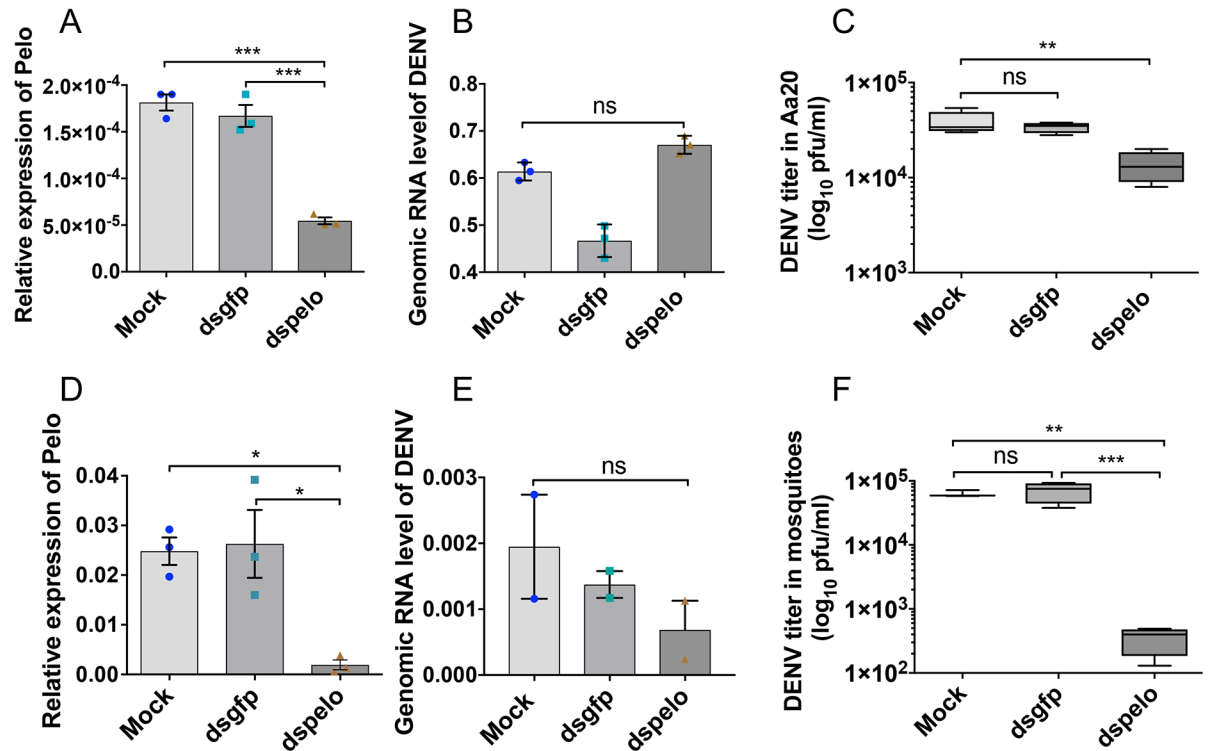 A
Relative expression of Pelo
2.0×10⁻⁴
1.5×10⁻⁴
1.0×10⁻⁴
5.0×10⁻⁵
0.0
***
***
Mock
dsgfp
dspelo
B
Genomic RNA levelof DENV
0.8
0.7
0.6
0.5
0.4
ns
Mock
dsgfp
dspelo
C
DENV titer in Aa20
(log₁₀ pfu/ml)
1×10⁵
1×10⁴
1×10³
**
ns
Mock
dsgfp
dspelo
D
Relative expression of Pelo
0.04
0.03
0.02
0.01
0.00
*
*
Mock
dsgfp
dspelo
E
Genomic RNA level of DENV
0.003
0.002
0.001
0.000
ns
Mock
dsgfp
dspelo
F
DENV titer in mosquitoes
(log₁₀ pfu/ml)
1×10⁵
1×10⁴
1×10³
1×10²
**
ns
***
Mock
dsgfp
dspelo